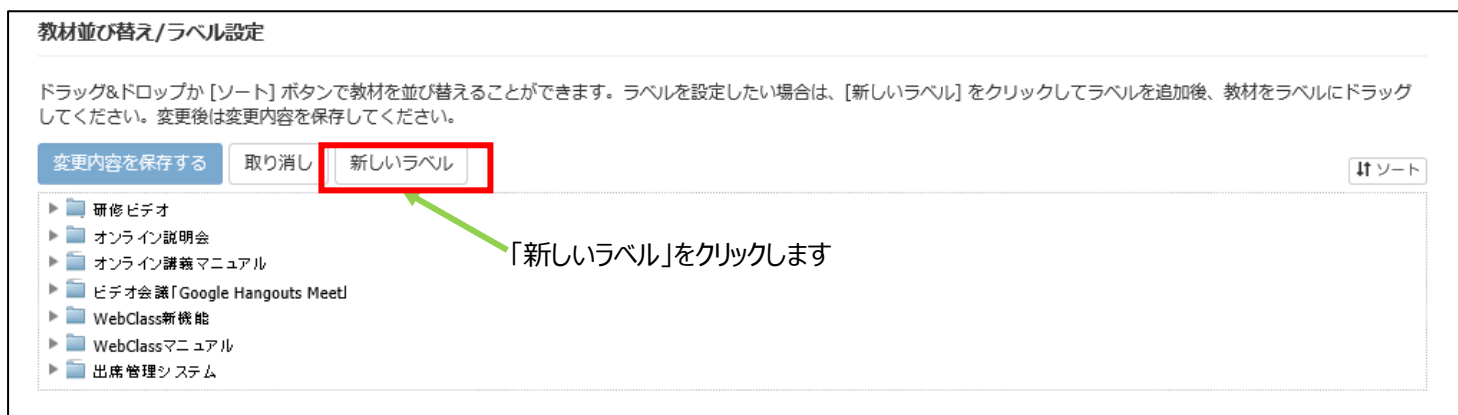 教材並び替え/ラベル設定
ドラッグ&ドロップか [ソート] ボタンで教材を並び替えることができます。ラベルを設定したい場合は、[新しいラベル] をクリックしてラベルを追加後、教材をラベルにドラッグ
してください。変更後は変更内容を保存してください。
変更内容を保存する 取り消し 新しいラベル ソート
研修ビデオ
オンライン説明会
「新しいラベル」をクリックします
オンライン講義マニュアル
ビデオ会議「Google Hangouts Meet」
WebClass新機能
WebClassマニュアル
出席管理システム